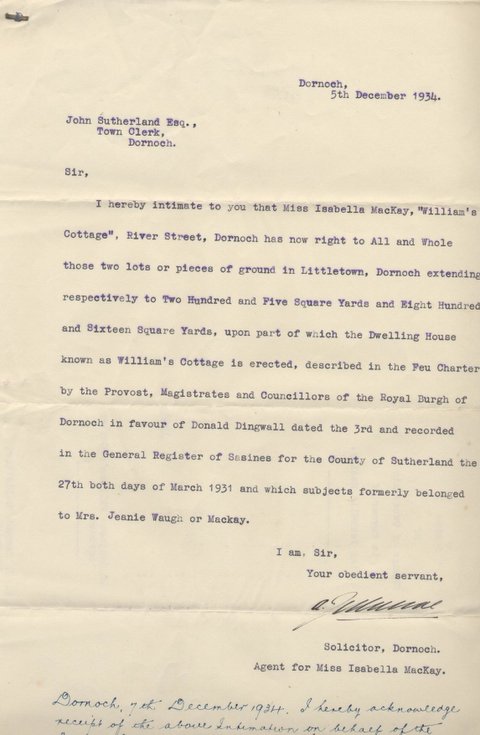 Dornoch,
5th December 1934.
John Sutherland Esq.,
Town Clerk,
Dornoch.
Sir,
I hereby intimate to you that Miss Isabella MacKay, "William's
Cottage", River Street, Dornoch has now right to All and Whole
those two lots or pieces of ground in Littletown, Dornoch extending
respectively to Two Hundred and Five Square Yards and Eight Hundred
and Sixteen Square Yards, upon part of which the Dwelling House
known as William's Cottage is erected, described in the Feu Charter
by the Provost, Magistrates and Councillors of the Royal Burgh of
Dornoch in favour of Donald Dingwall dated the 3rd and recorded
in the General Register of Sasines for the County of Sutherland the
27th both days of March 1931 and which subjects formerly belonged
to Mrs. Jeanie Waugh or Mackay.
I am, Sir,
Your obedient servant,
Solicitor, Dornoch.
Agent for Miss Isabella MacKay.
Dornoch, 7th December 1934. I hereby acknowledge
receipt of the above Intimation on behalf of the